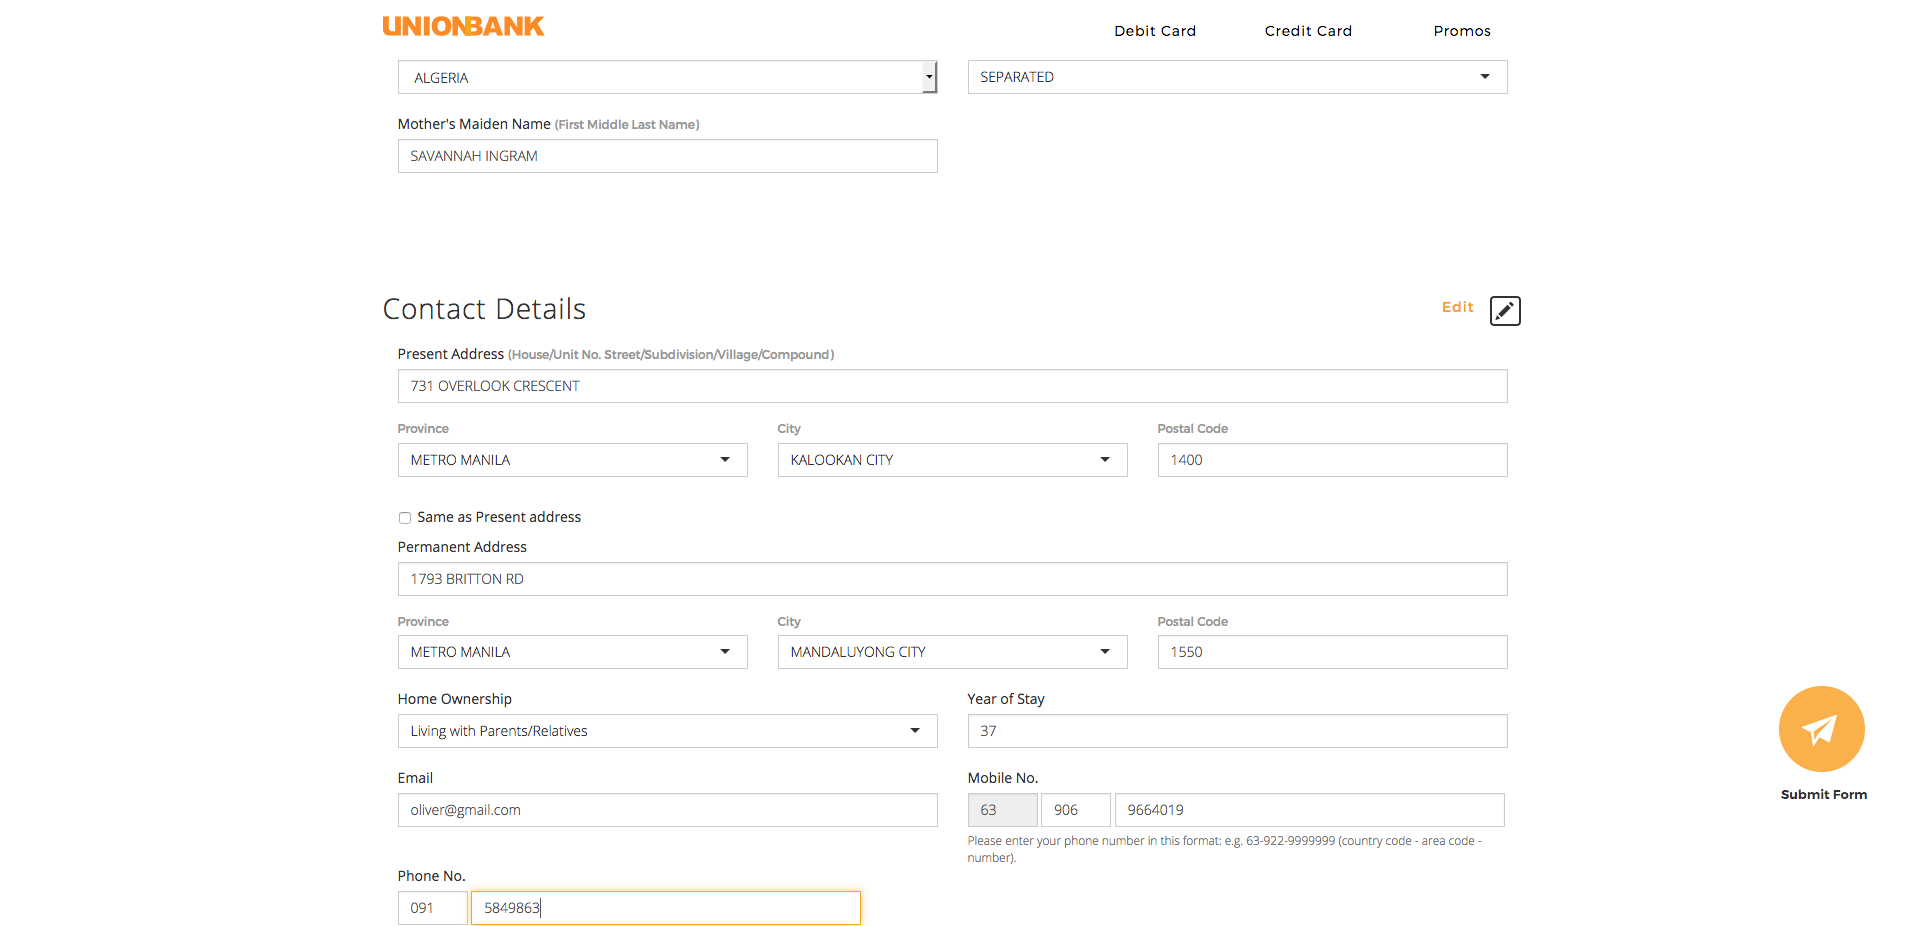 UNIONBANK
Debit Card Credit Card Promos
ALGERIA SEPARATED
Mother's Maiden Name (First Middle Last Name)
SAVANNAH INGRAM
Contact Details Edit
Present Address (House/Unit No. Street/Subdivision/Village/Compound)
731 OVERLOOK CRESCENT
Province City Postal Code
METRO MANILA KALOOKAN CITY 1400
Same as Present address
Permanent Address
1793 BRITTON RD
Province City Postal Code
METRO MANILA MANDALUYONG CITY 1550
Home Ownership Year of Stay
Living with Parents/Relatives 37
Email Mobile No.
oliver@gmail.com 63 906 9664019
Please enter your phone number in this format: e.g. 63-922-9999999 (country code - area code -
number).
Phone No.
091 5849863
Submit Form